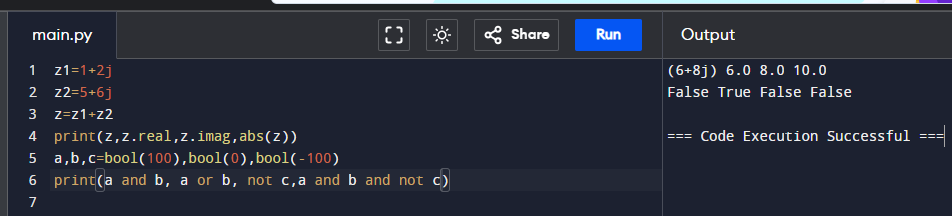 main.py Share Run Output
1 z1=1+2j
2 z2=5+6j
3 z=z1+z2
4 print(z,z.real,z.imag,abs(z))
5 a,b,c=bool(100),bool(0),bool(-100)
6 print(a and b, a or b, not c,a and b and not c)
7
(6+8j) 6.0 8.0 10.0
False True False False
=== Code Execution Successful ===